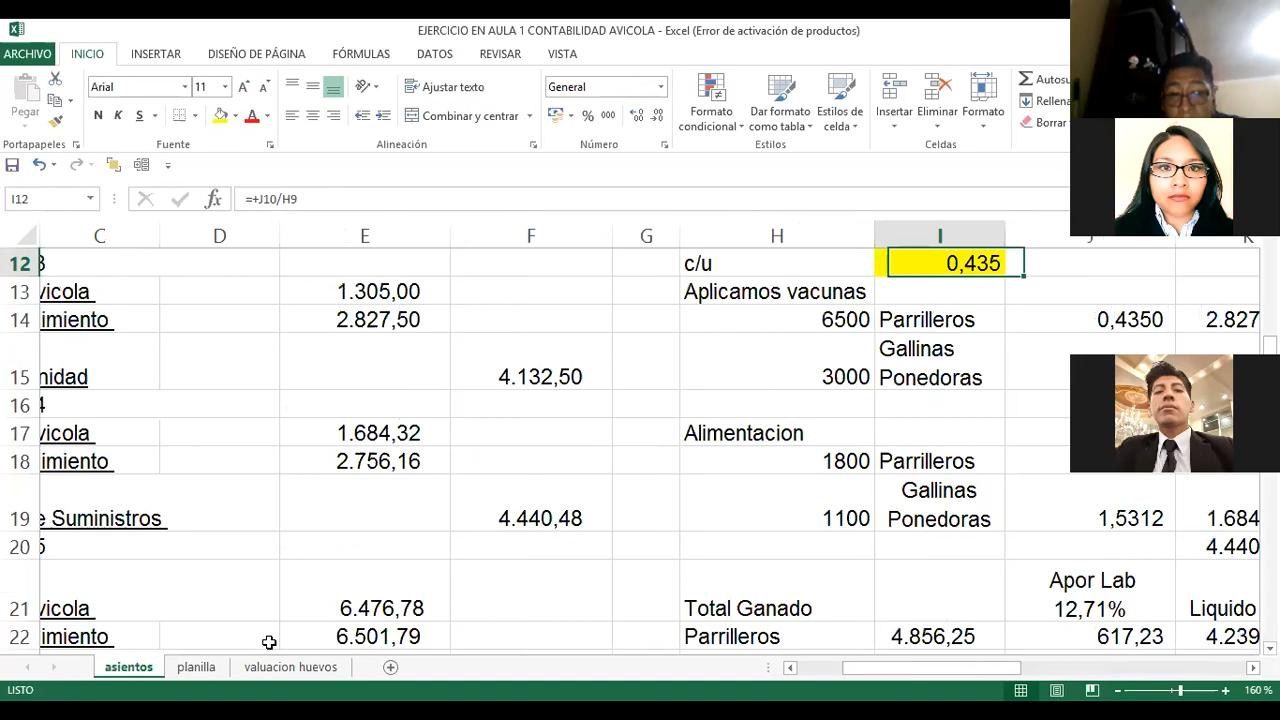 EJERCICIO EN AULA 1 CONTABILIDAD AVICOLA - Excel (Error de activación de productos)
ARCHIVO INICIO INSERTAR DISEÑO DE PÁGINA FÓRMULAS DATOS REVISAR VISTA
Pegar
Arial 11
N K S
Ajustar texto
Combinar y centrar
General
% 000
Formato condicional
Dar formato como tabla
Estilos de celda
Insertar Eliminar Formato
Σ Autosu
Rellena
Borrar
Portapapeles Fuente Alineación Número Estilos Celdas
I12 fx =+J10/H9
C D E F G H I
12 3 c/u 0,435
13 vicola 1.305,00 Aplicamos vacunas
14 imiento 2.827,50 6500 Parrilleros 0,4350 2.827
15 nidad 4.132,50 3000 Gallinas Ponedoras
16 4
17 vicola 1.684,32 Alimentacion
18 imiento 2.756,16 1800 Parrilleros
19 e Suministros 4.440,48 1100 Gallinas Ponedoras 1,5312 1.684
20 5 4.440
21 vicola 6.476,78 Total Ganado Apor Lab 12,71% Liquido
22 imiento 6.501,79 Parrilleros 4.856,25 617,23 4.239
asientos planilla valuacion huevos
LISTO 160 %